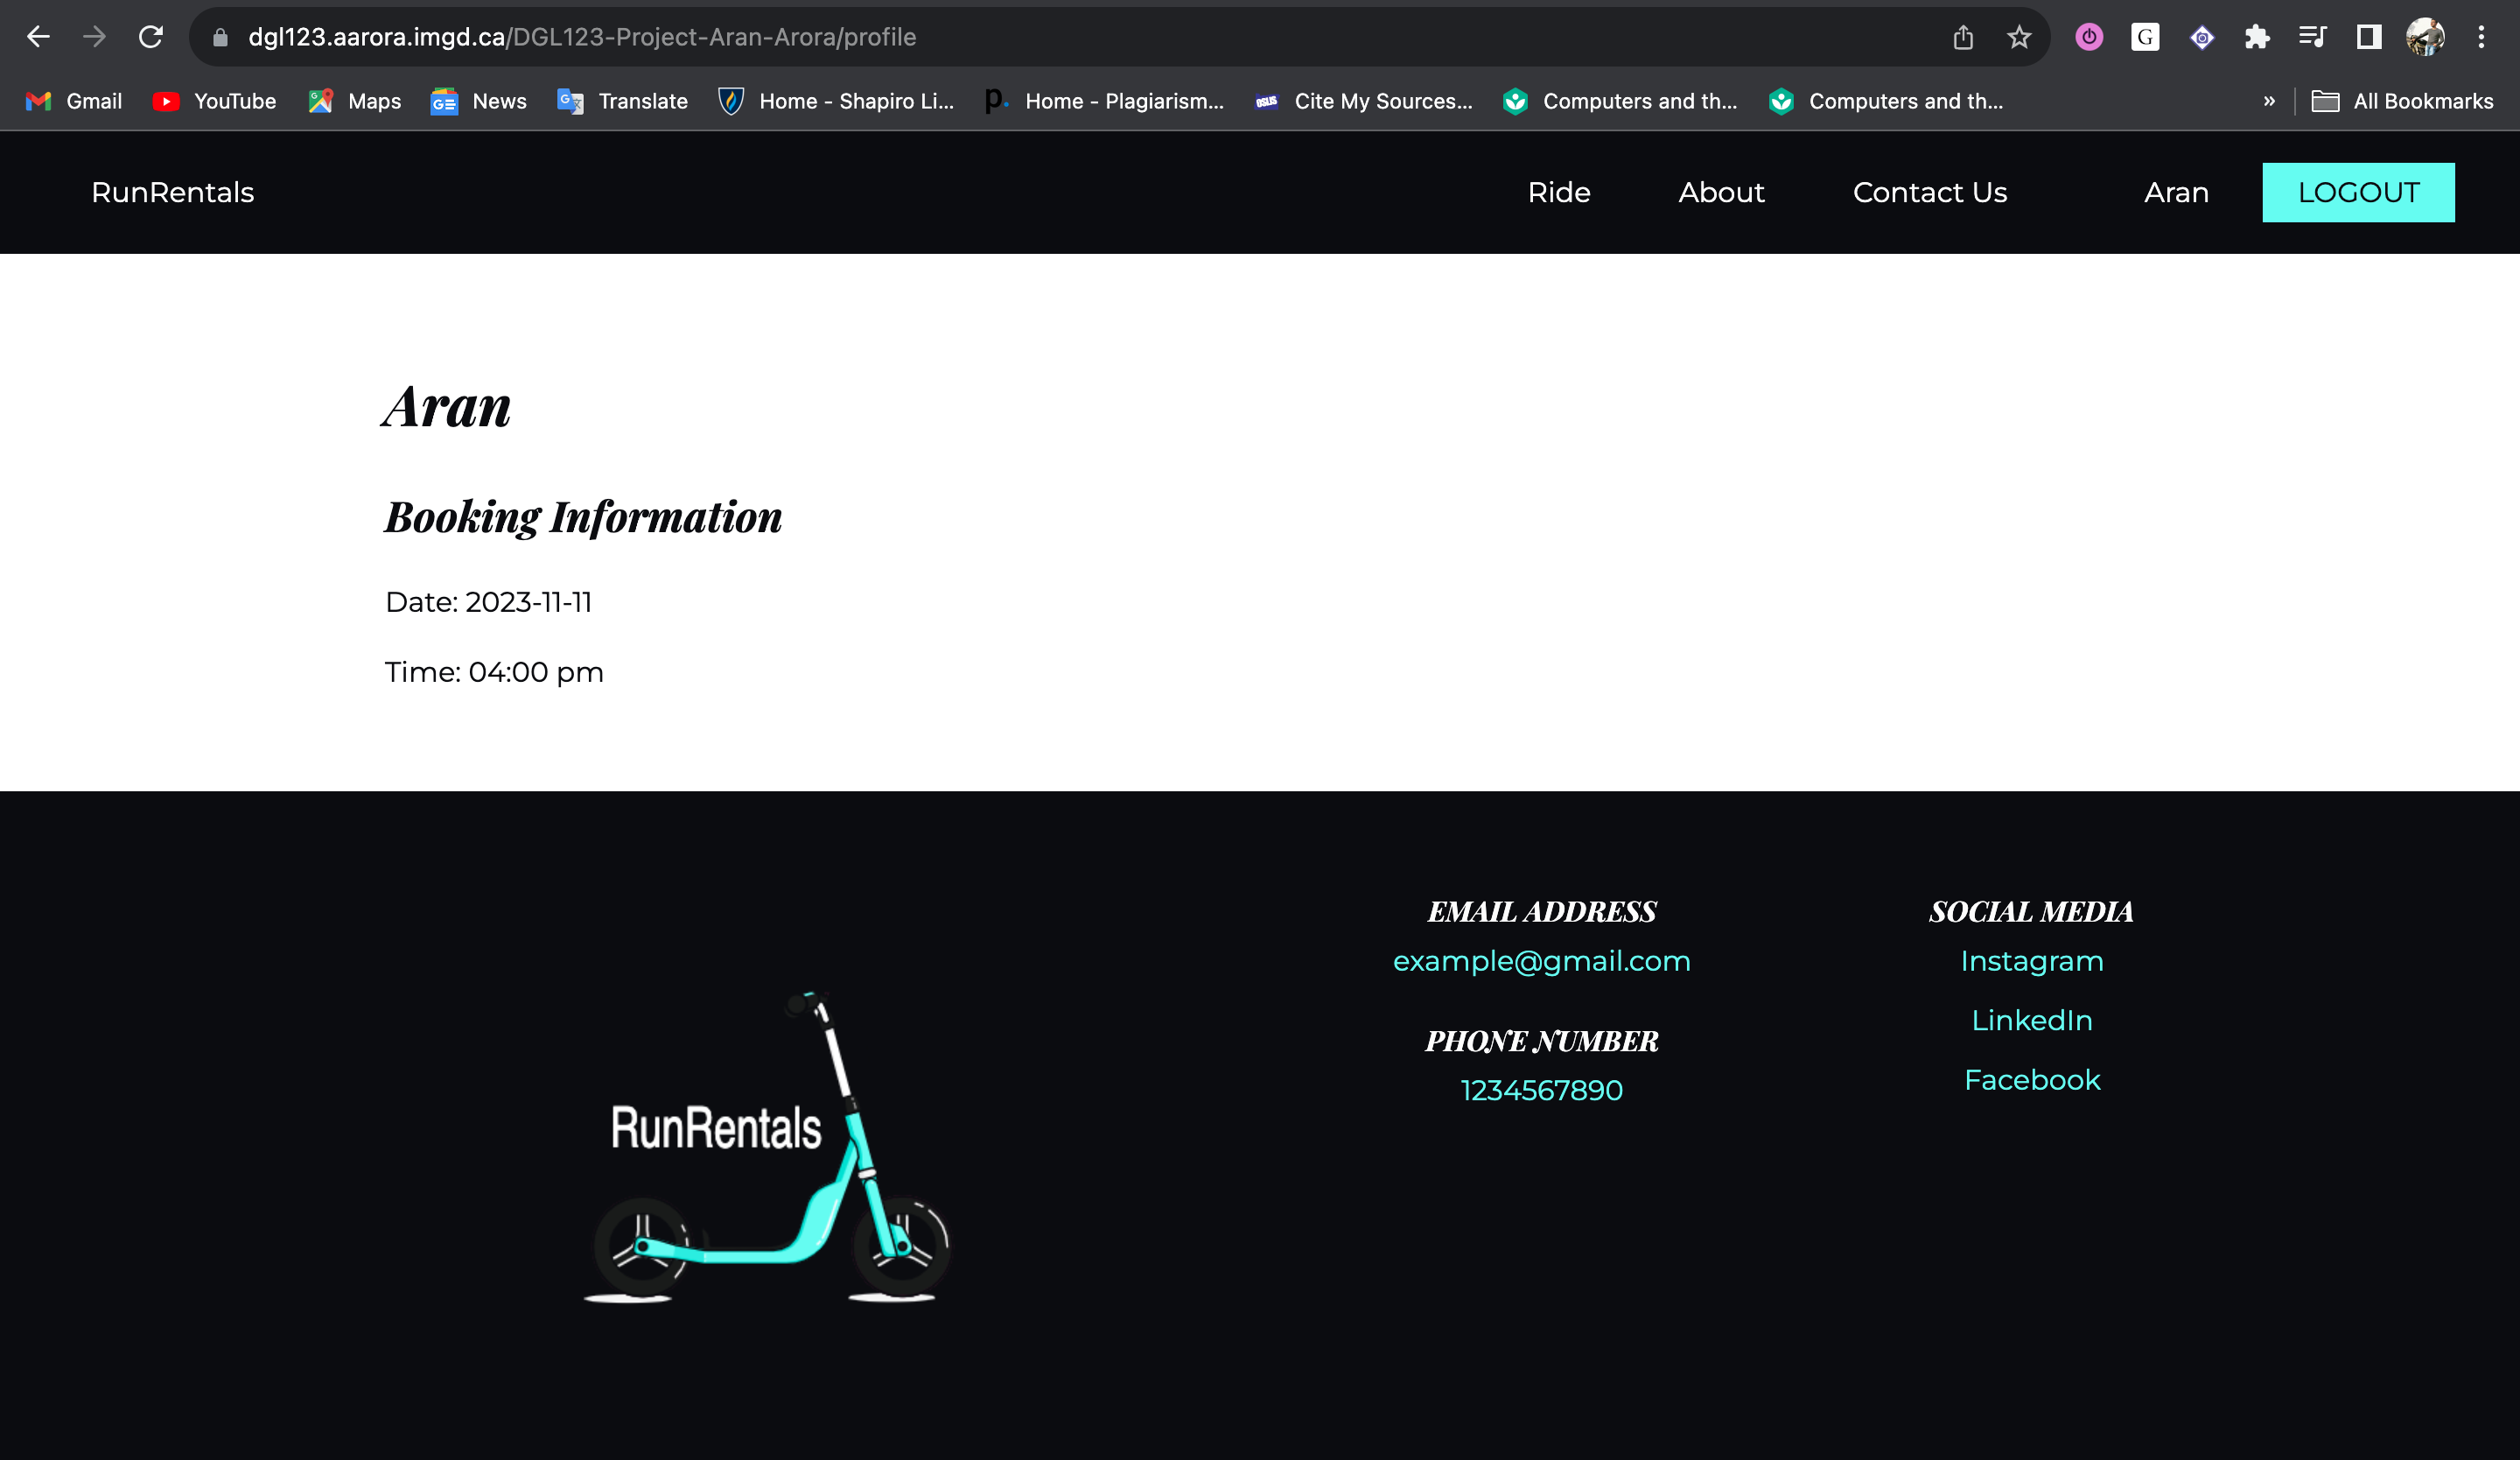 dgl123.aarora.imgd.ca/DGL123-Project-Aran-Arora/profile
G
Gmail YouTube Maps News Translate Home - Shapiro Li... p. Home - Plagiarism... OSLIS Cite My Sources... Computers and th... Computers and th... » All Bookmarks
RunRentals Ride About Contact Us Aran LOGOUT
Aran
Booking Information
Date: 2023-11-11
Time: 04:00 pm
RunRentals
EMAIL ADDRESS
example@gmail.com
PHONE NUMBER
1234567890
SOCIAL MEDIA
Instagram
LinkedIn
Facebook